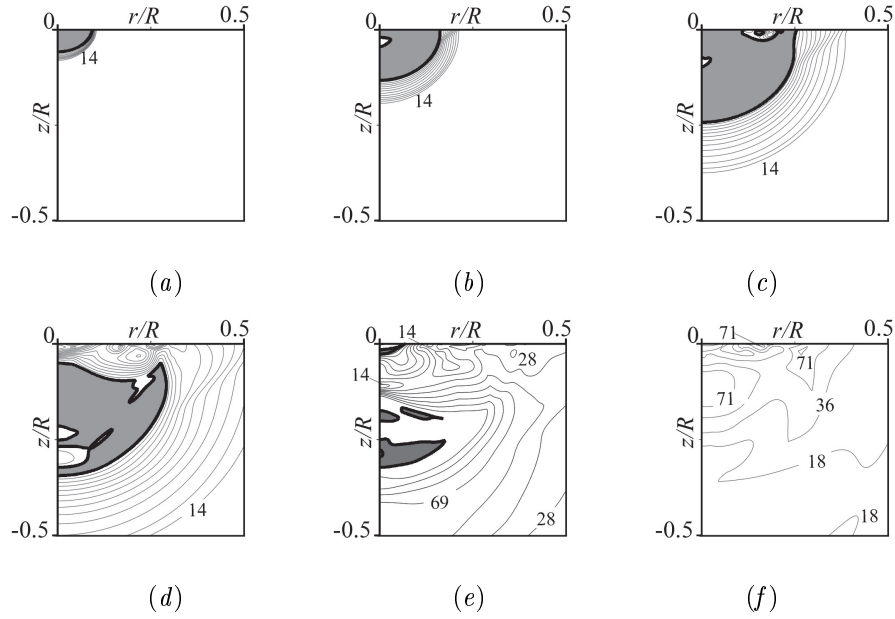 0 r/R 0.5
z/R
14
-0.5
(a)
0 r/R 0.5
z/R
14
-0.5
(b)
0 r/R 0.5
z/R
14
-0.5
(c)
0 r/R 0.5
z/R
14
-0.5
(d)
0 14 r/R 0.5
28
14
z/R
69
28
-0.5
(e)
0 71 r/R 0.5
71
71
36
z/R
18
18
-0.5
(f)